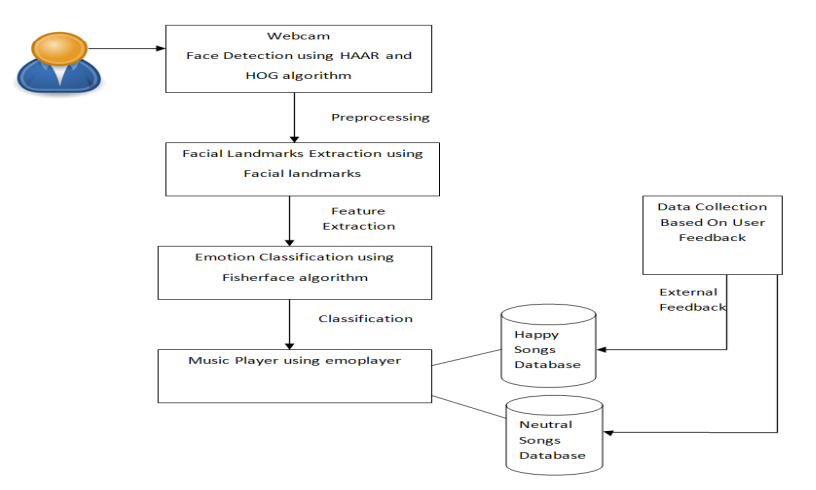 Webcam
Face Detection using HAAR and
HOG algorithm
Preprocessing
Facial Landmarks Extraction using
Facial landmarks
Feature
Extraction
Emotion Classification using
Fisherface algorithm
Classification
Music Player using emoplayer
Data Collection
Based On User
Feedback
External
Feedback
Happy
Songs
Database
Neutral
Songs
Database